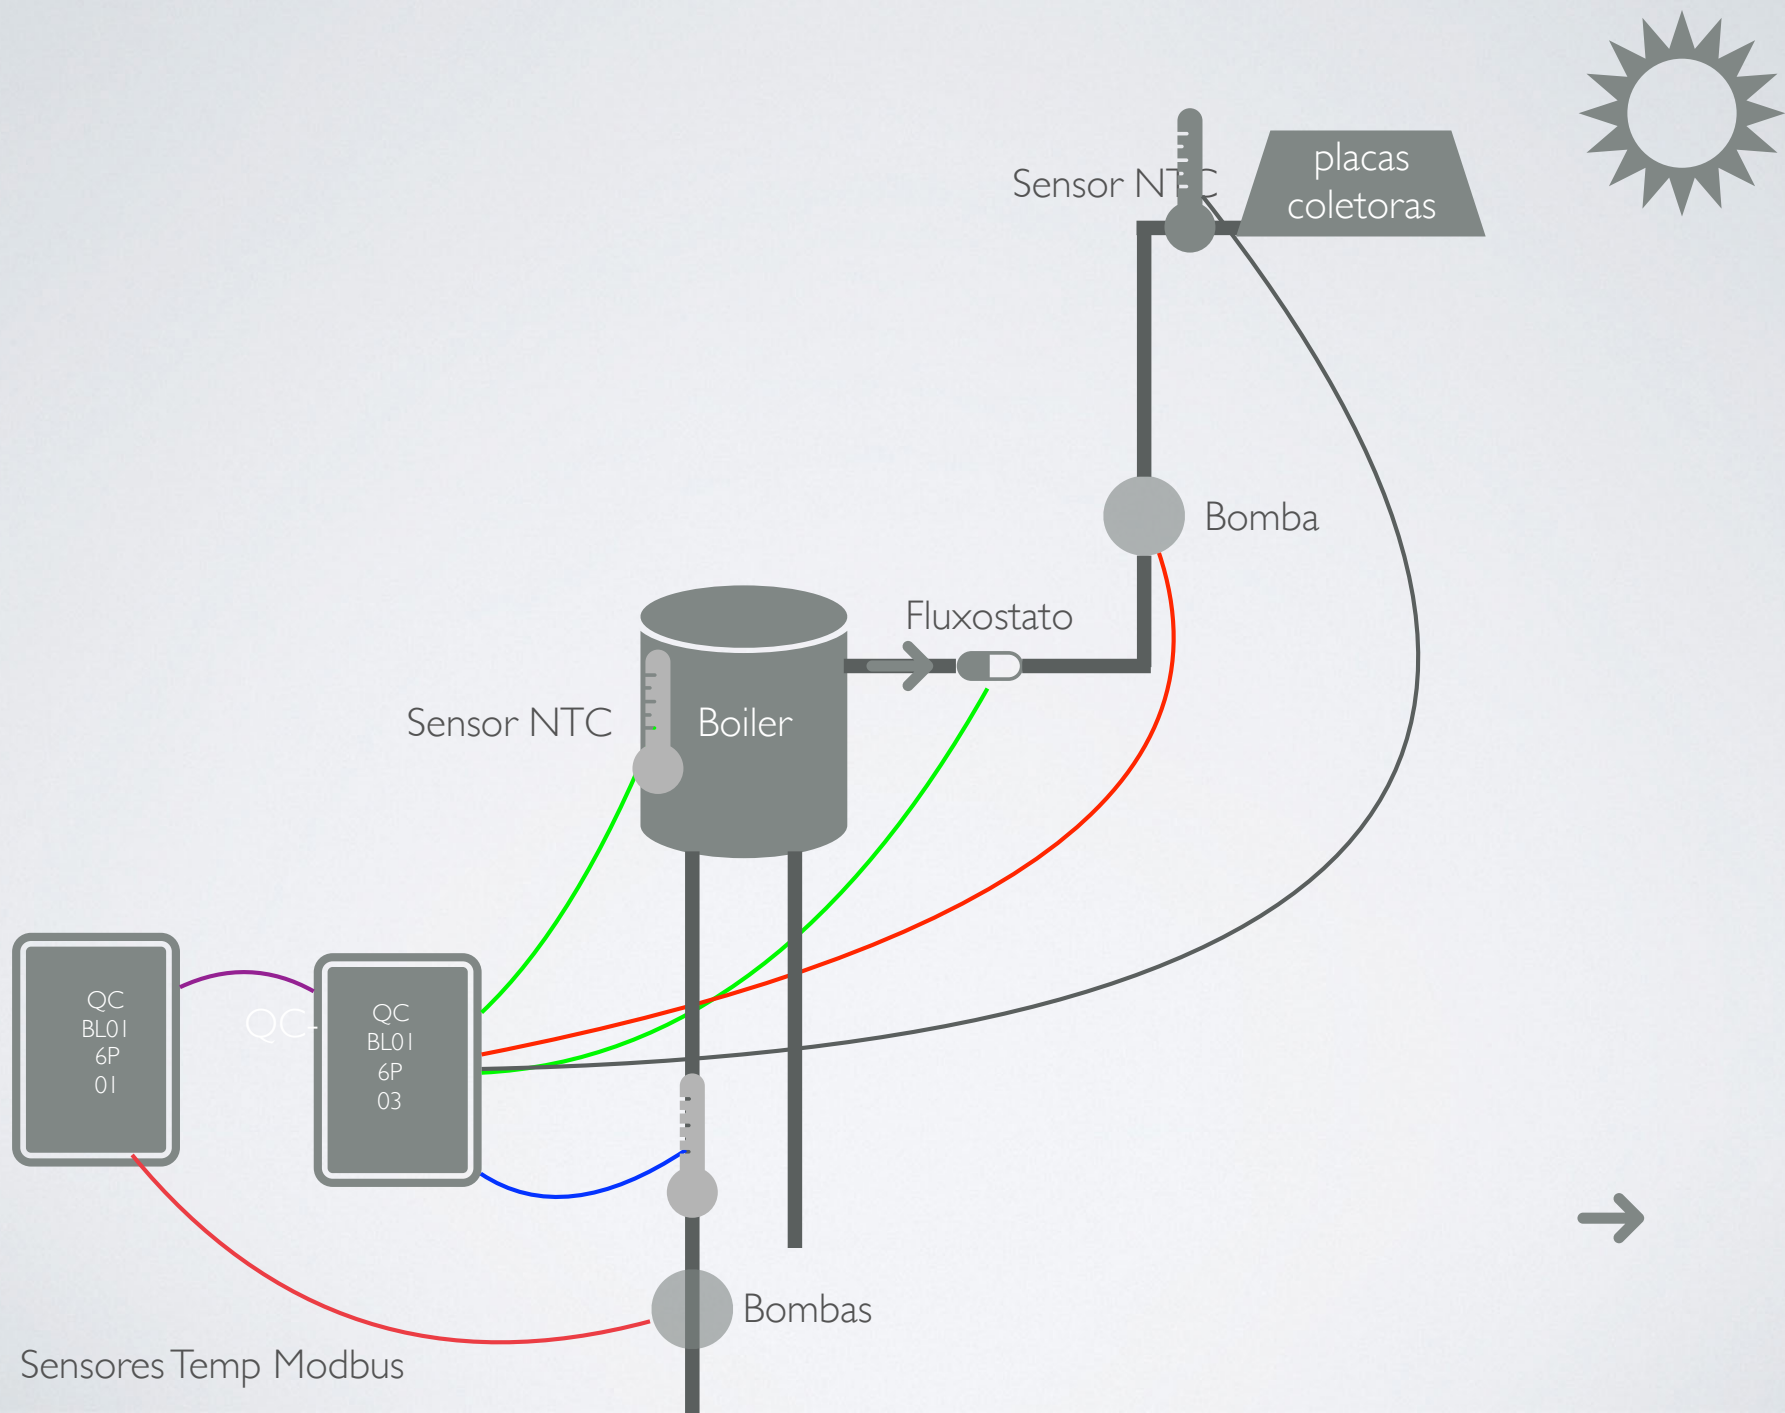 placas
coletoras
Sensor NTC
Bomba
Fluxostato
Sensor NTC
Boiler
QC
BL01
6P
01
QC-
QC
BL01
6P
03
Bombas
Sensores Temp Modbus